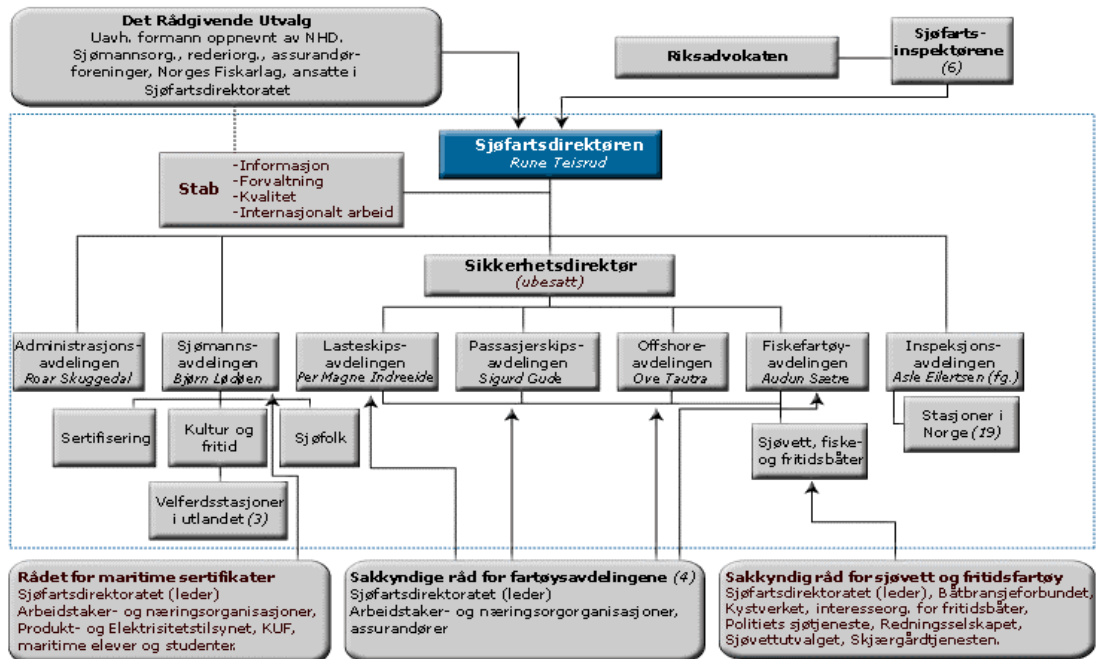 Det Rådgivende Utvalg
Uavh. formann oppnevnt av NHD.
Sjømannsorg., rederiorg., assurandør-
foreninger, Norges Fiskarlag, ansatte i
Sjøfartsdirektoratet
Riksadvokaten
Sjøfarts-
inspektørene
(6)
Sjøfartsdirektøren
Rune Teisrud
Stab
-Informasjon
-Forvaltning
-Kvalitet
-Internasjonalt arbeid
Sikkerhetsdirektør
(ubesatt)
Administrasjons-
avdelingen
Roar Skuggedal
Sjømanns-
avdelingen
Bjørn Lødøen
Lasteskips-
avdelingen
Per Magne Indreeide
Passasjerskips-
avdelingen
Sigurd Gude
Offshore-
avdelingen
Ove Tautra
Fiskefartøy-
avdelingen
Audun Sætre
Inspeksjons-
avdelingen
Asle Eilertsen (fg.)
Sertifisering
Kultur og
fritid
Sjøfolk
Sjøvett, fiske-
og fritidsbåter
Stasjoner i
Norge (19)
Velferdsstasjoner
i utlandet (3)
Rådet for maritime sertifikater
Sjøfartsdirektoratet (leder)
Arbeidstaker- og næringsorganisasjoner,
Produkt- og Elektrisitetstilsynet, KUF,
maritime elever og studenter.
Sakkyndige råd for fartøysavdelingene (4)
Sjøfartsdirektoratet (leder)
Arbeidstaker- og næringsorgorganisasjoner,
assurandører
Sakkyndig råd for sjøvett og fritidsfartøy
Sjøfartsdirektoratet (leder), Båtbransjeforbundet,
Kystverket, interesseorg. for fritidsbåter,
Politiets sjøtjeneste, Redningsselskapet,
Sjøvettutvalget, Skjærgårdtjenesten.